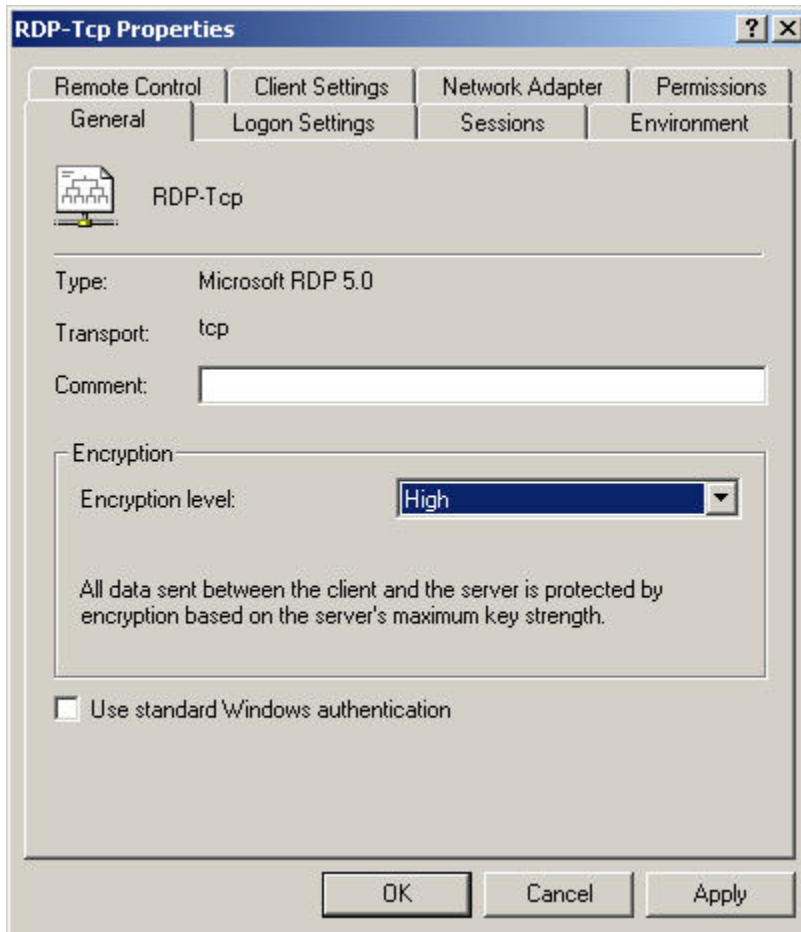 RDP-Tcp Properties
Remote Control Client Settings Network Adapter Permissions
General Logon Settings Sessions Environment
RDP-Tcp
Type: Microsoft RDP 5.0
Transport: tcp
Comment:
Encryption
Encryption level: High
All data sent between the client and the server is protected by
encryption based on the server's maximum key strength.
Use standard Windows authentication
OK Cancel Apply